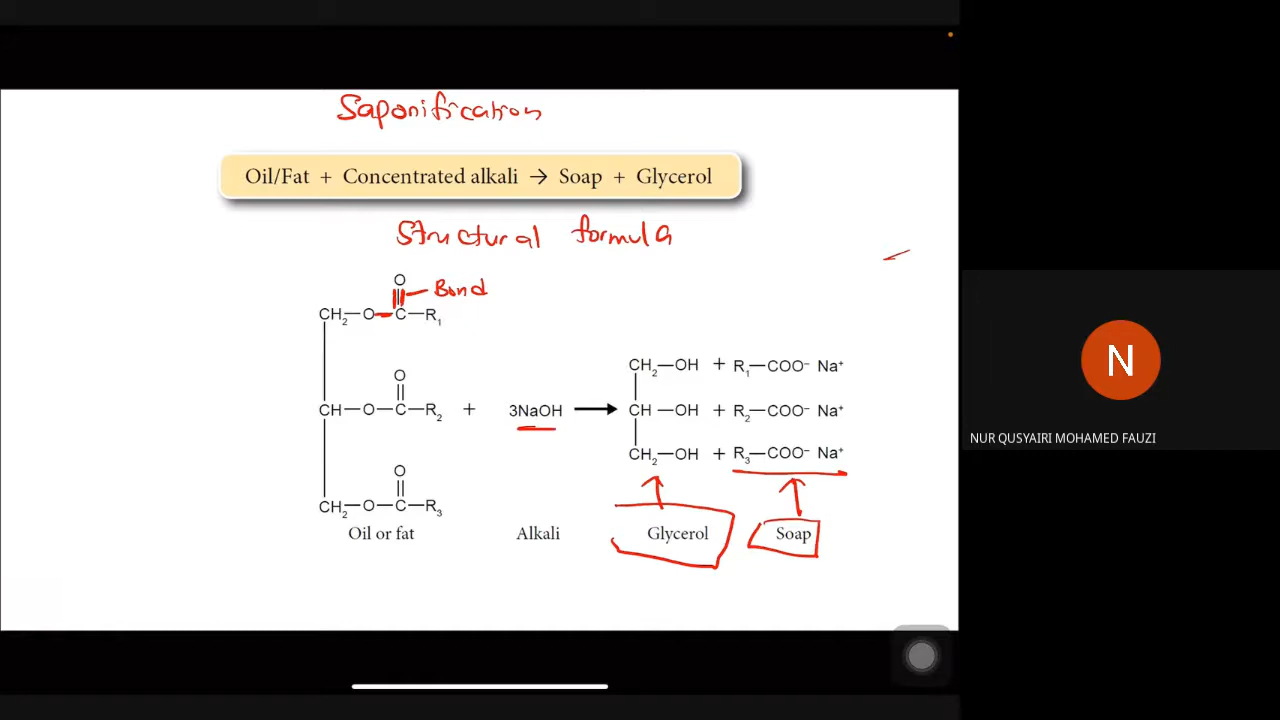 Saponification
Oil/Fat + Concentrated alkali → Soap + Glycerol
Structural formula
O
Bond
CH₂—O—C—R₁
O
CH₂—OH + R₁—COO⁻ Na⁺
CH—O—C—R₂ + 3NaOH → CH—OH + R₂—COO⁻ Na⁺
CH₂—OH + R₃—COO⁻ Na⁺
O
CH₂—O—C—R₃
Oil or fat Alkali Glycerol Soap
N
NUR QUSYAIRI MOHAMED FAUZI